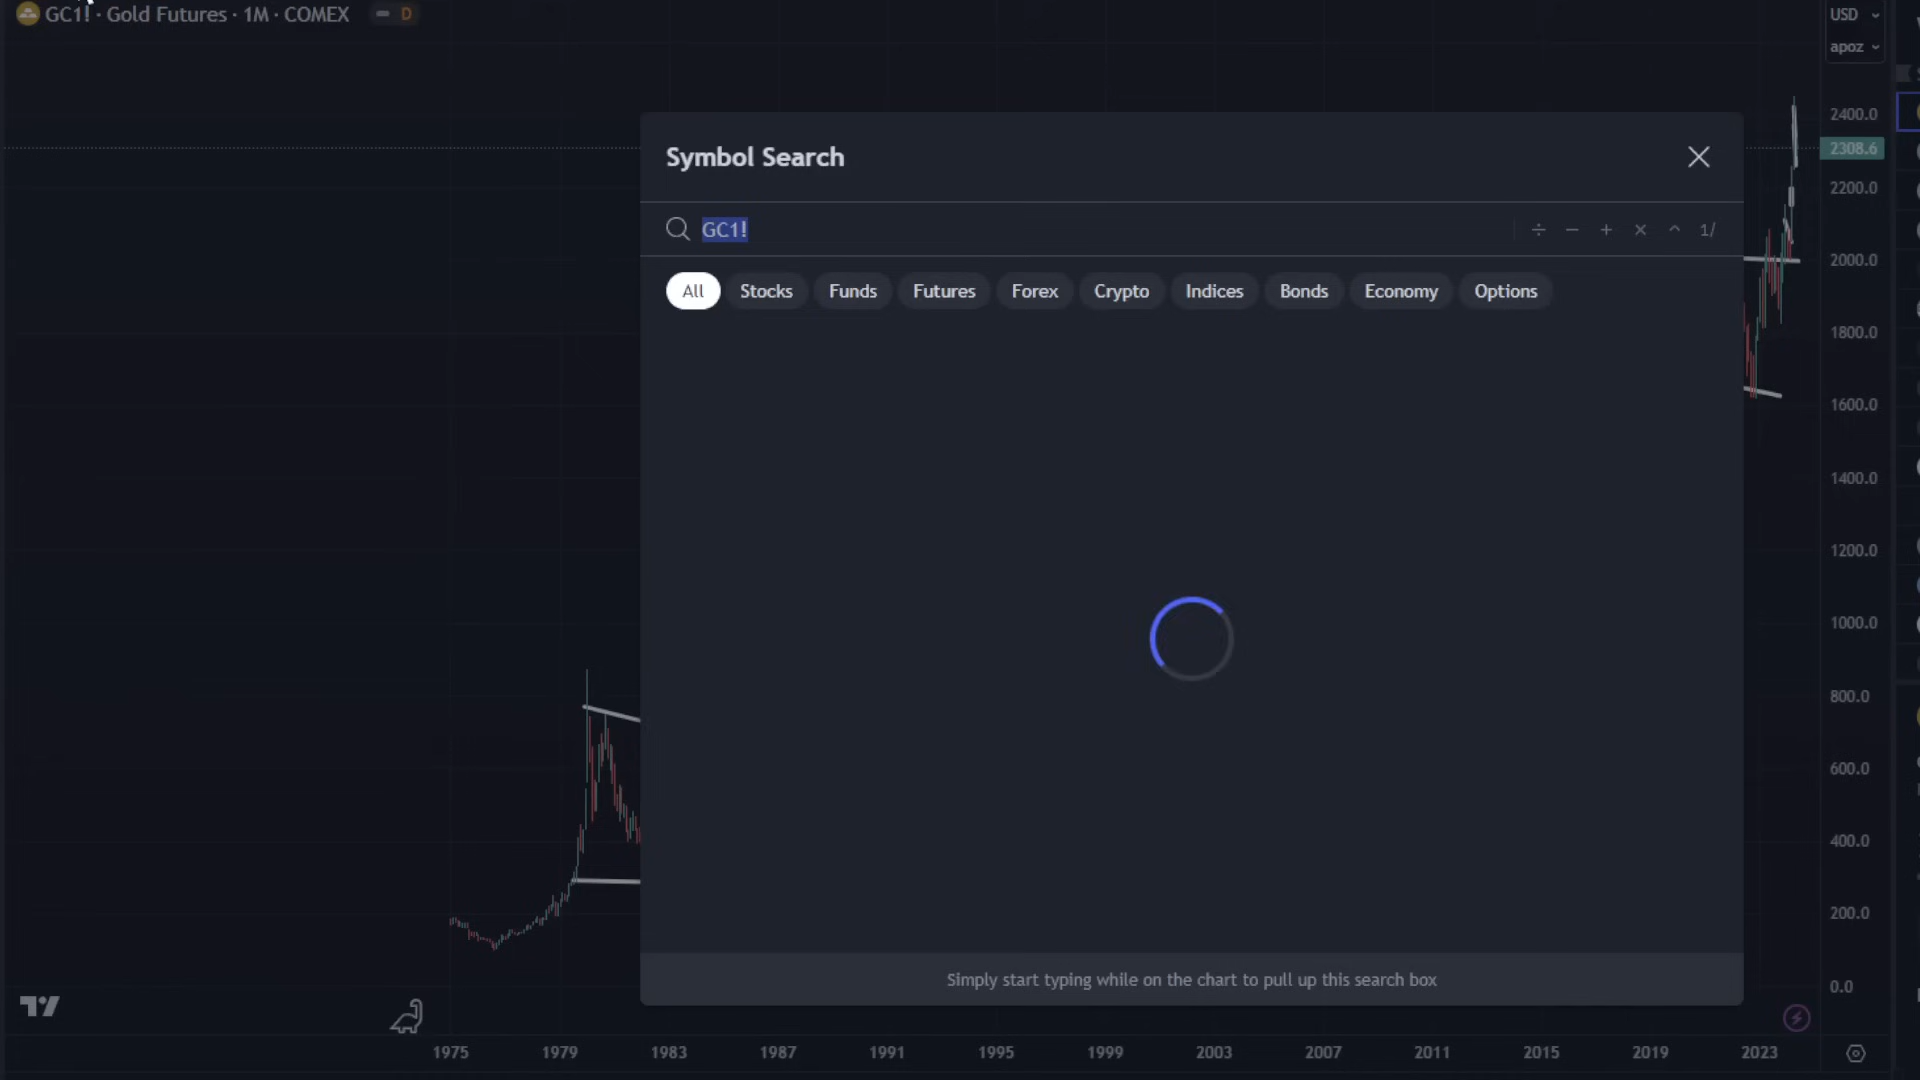 GC1! · Gold Futures · 1M · COMEX D
USD
apoz
Symbol Search
GC1!
÷ − + × ^ 1/
All Stocks Funds Futures Forex Crypto Indices Bonds Economy Options
2400.0
2308.6
2200.0
2000.0
1800.0
1600.0
1400.0
1200.0
1000.0
800.0
600.0
400.0
200.0
0.0
Simply start typing while on the chart to pull up this search box
1975 1979 1983 1987 1991 1995 1999 2003 2007 2011 2015 2019 2023